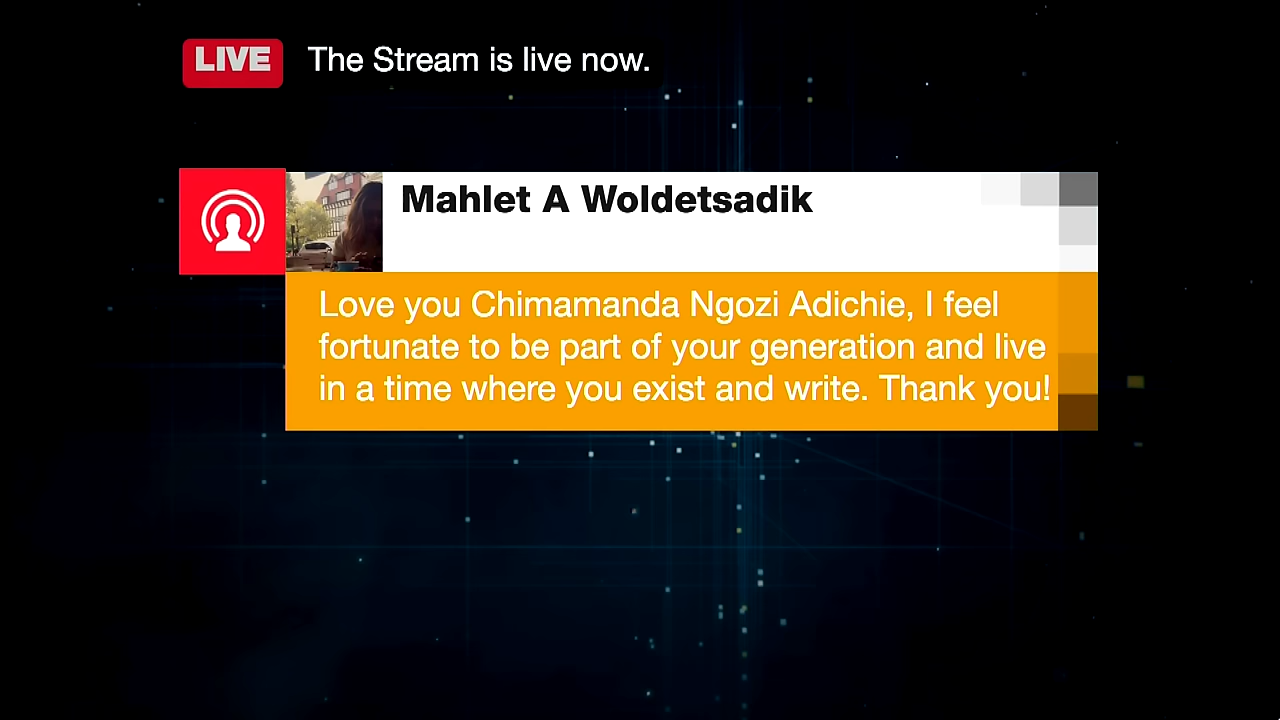 LIVE The Stream is live now.
Mahlet A Woldetsadik
Love you Chimamanda Ngozi Adichie, I feel
fortunate to be part of your generation and live
in a time where you exist and write. Thank you!